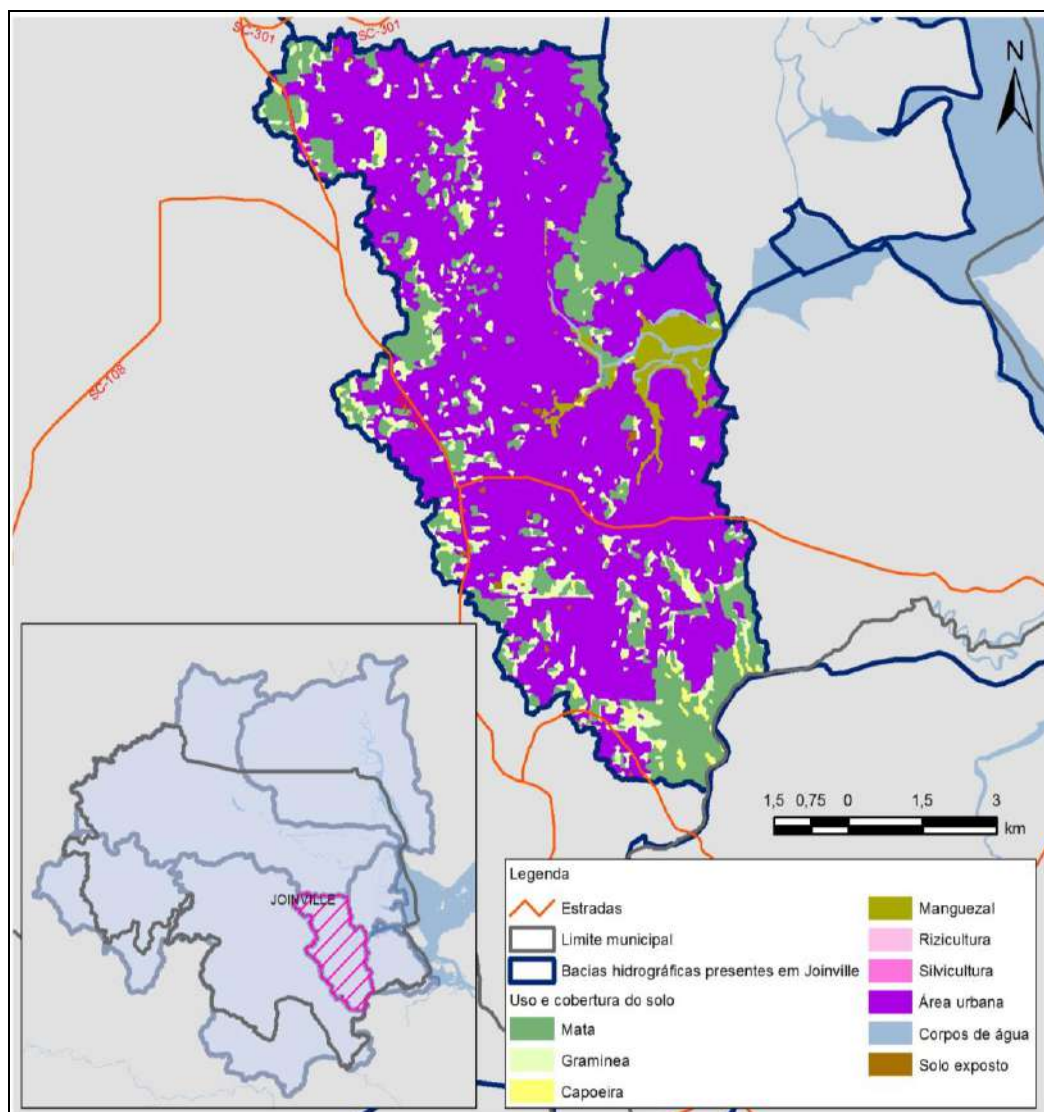 SC-301
SC-301
N
SC-108
1,5 0,75 0 1,5 3
km
JOINVILLE
Legenda
Estradas
Limite municipal
Bacias hidrográficas presentes em Joinville
Uso e cobertura do solo
Mata
Gramínea
Capoeira
Manguezal
Rizicultura
Silvicultura
Área urbana
Corpos de água
Solo exposto